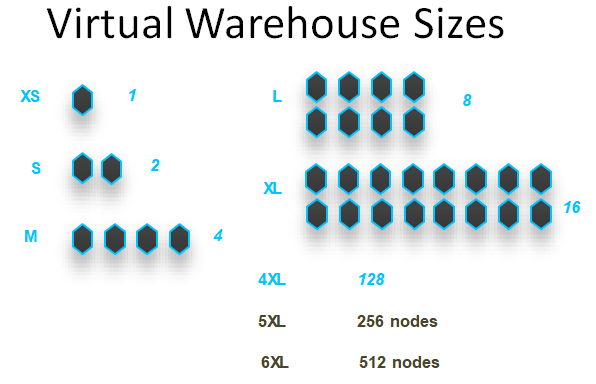 Virtual Warehouse Sizes
XS 1
S 2
M 4
L 8
XL 16
4XL 128
5XL 256 nodes
6XL 512 nodes